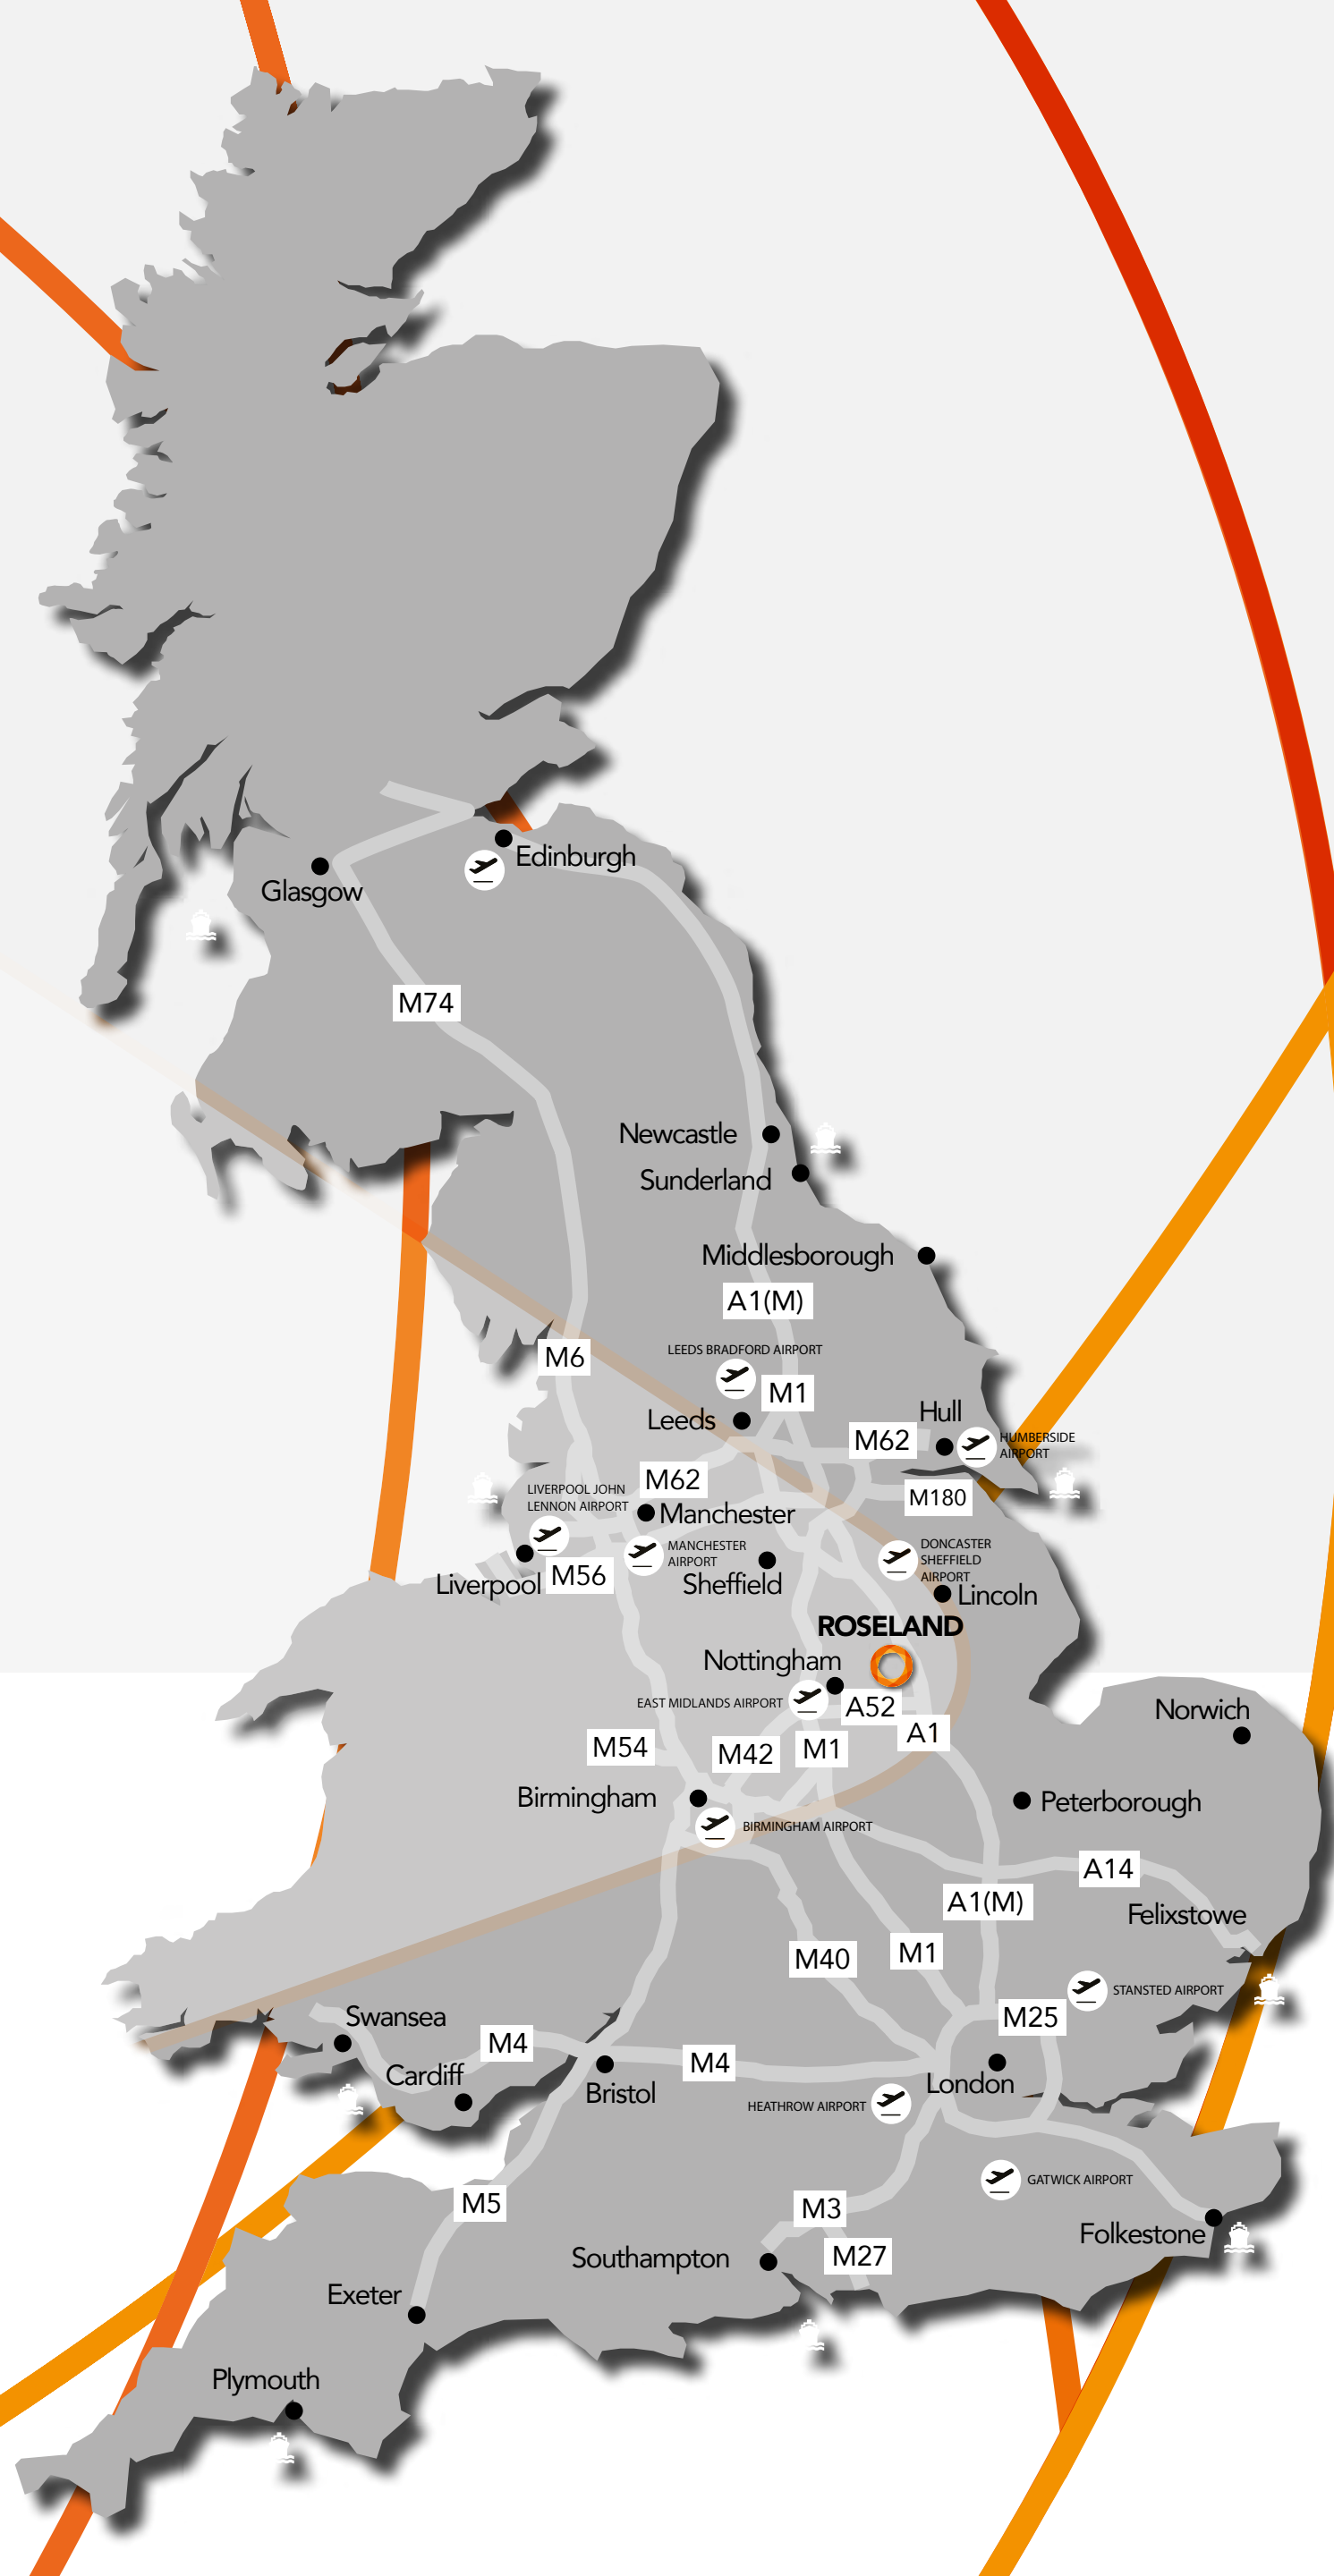 Edinburgh
Glasgow
M74
Newcastle
Sunderland
Middlesborough
A1(M)
LEEDS BRADFORD AIRPORT
M6
M1
Leeds
Hull
M62
HUMBERSIDE
AIRPORT
M62
LIVERPOOL JOHN
LENNON AIRPORT
M180
Manchester
MANCHESTER
AIRPORT
DONCASTER
SHEFFIELD
AIRPORT
Liverpool
M56
Sheffield
Lincoln
ROSELAND
Nottingham
EAST MIDLANDS AIRPORT
A52
Norwich
A1
M54
M42
M1
Birmingham
Peterborough
BIRMINGHAM AIRPORT
A14
A1(M)
Felixstowe
M40
M1
STANSTED AIRPORT
Swansea
M25
M4
M4
Cardiff
Bristol
London
HEATHROW AIRPORT
GATWICK AIRPORT
M5
M3
Folkestone
Southampton
M27
Exeter
Plymouth